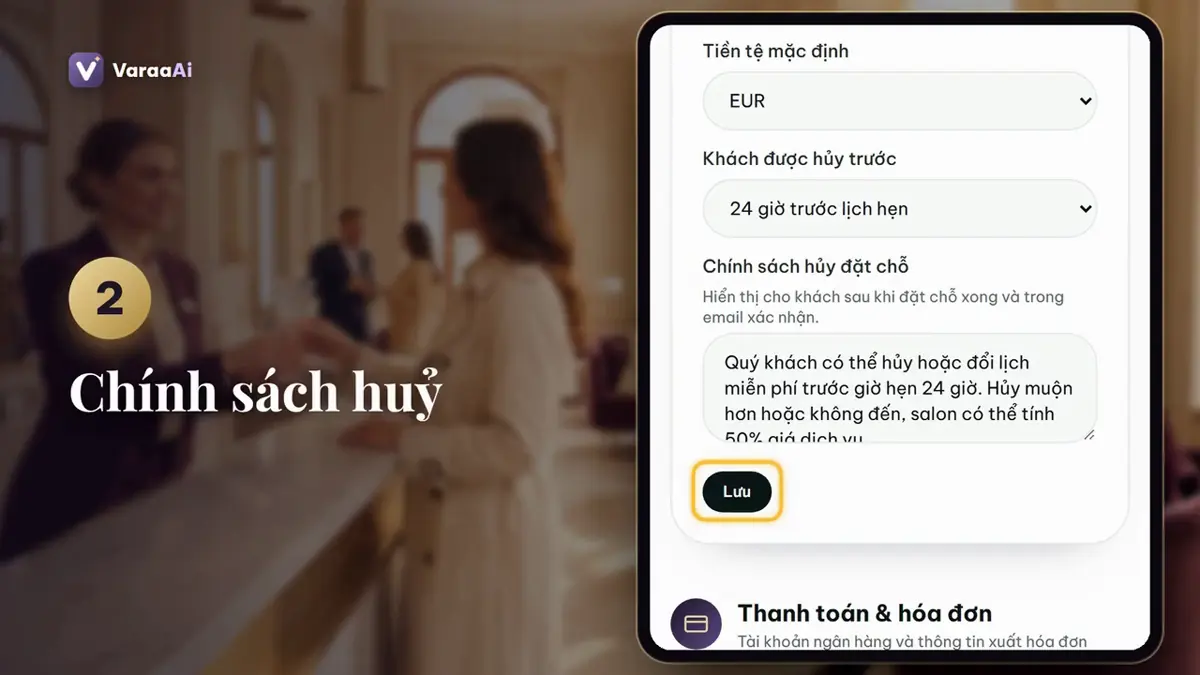 VaraaAi
2
Chính sách huỷ
Tiền tệ mặc định
EUR
Khách được hủy trước
24 giờ trước lịch hẹn
Chính sách hủy đặt chỗ
Hiển thị cho khách sau khi đặt chỗ xong và trong
email xác nhận.
Quý khách có thể hủy hoặc đổi lịch
miễn phí trước giờ hẹn 24 giờ. Hủy muộn
hơn hoặc không đến, salon có thể tính
50% giá dịch vụ
Lưu
Thanh toán & hóa đơn
Tài khoản ngân hàng và thông tin xuất hóa đơn